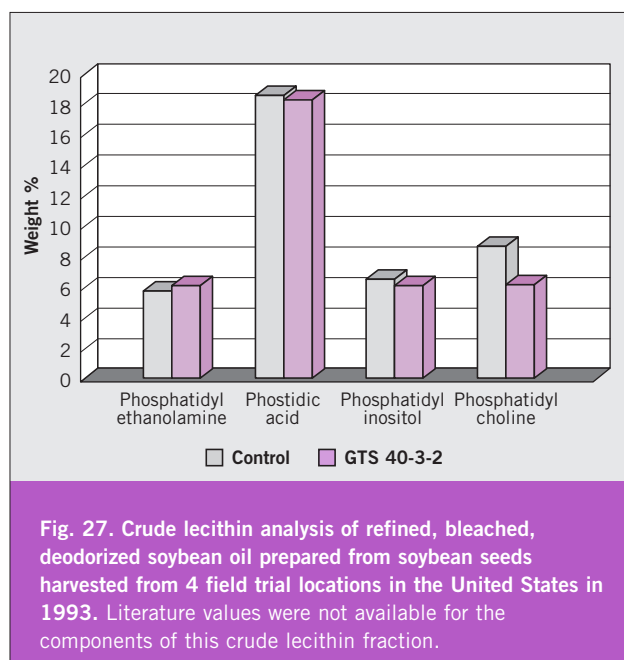 20
18
16
14
12
10
8
6
4
2
0
Weight %
Phosphatidyl
ethanolamine
Phostidic
acid
Phosphatidyl
inositol
Phosphatidyl
choline
Control
GTS 40-3-2
Fig. 27. Crude lecithin analysis of refined, bleached,
deodorized soybean oil prepared from soybean seeds
harvested from 4 field trial locations in the United States in
1993. Literature values were not available for the
components of this crude lecithin fraction.